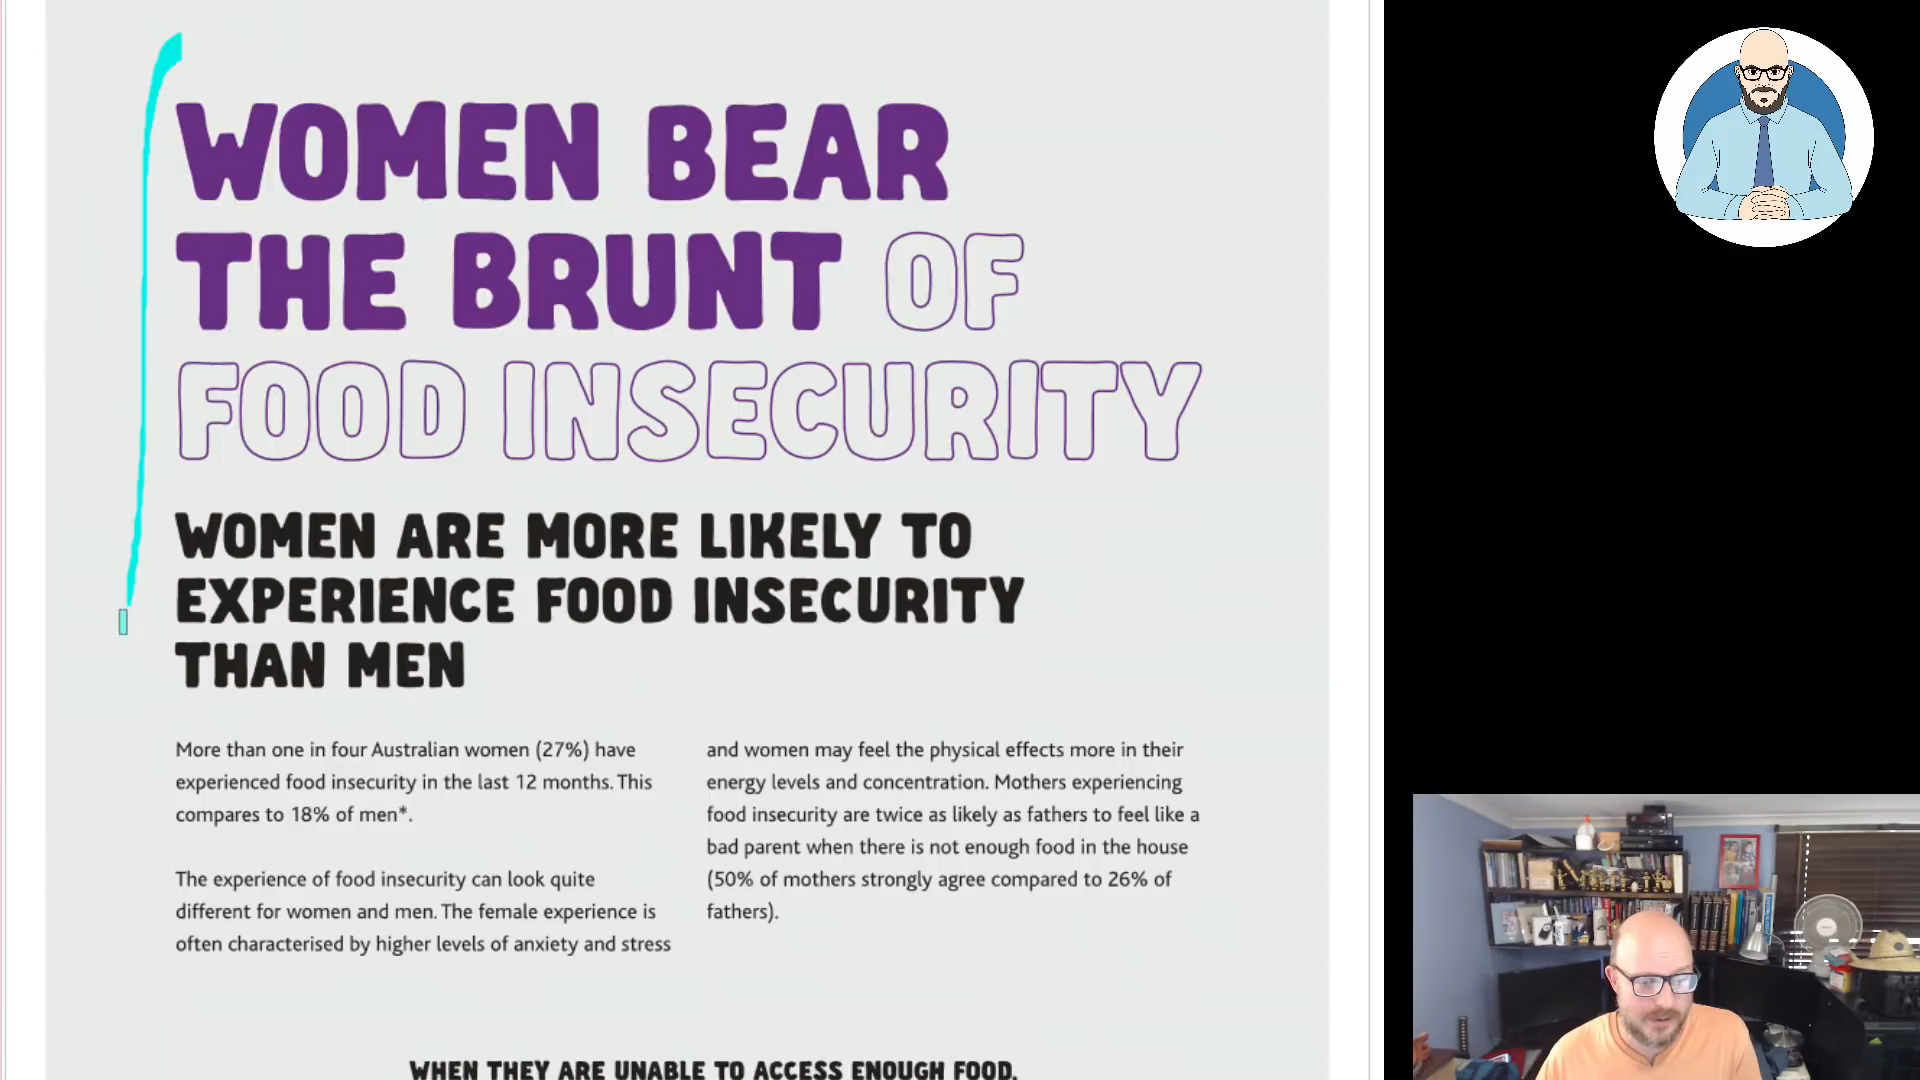 WOMEN BEAR
THE BRUNT OF
FOOD INSECURITY
WOMEN ARE MORE LIKELY TO
EXPERIENCE FOOD INSECURITY
THAN MEN
More than one in four Australian women (27%) have
experienced food insecurity in the last 12 months. This
compares to 18% of men*.
The experience of food insecurity can look quite
different for women and men. The female experience is
often characterised by higher levels of anxiety and stress
and women may feel the physical effects more in their
energy levels and concentration. Mothers experiencing
food insecurity are twice as likely as fathers to feel like a
bad parent when there is not enough food in the house
(50% of mothers strongly agree compared to 26% of
fathers).
WHEN THEY ARE UNABLE TO ACCESS ENOUGH FOOD,